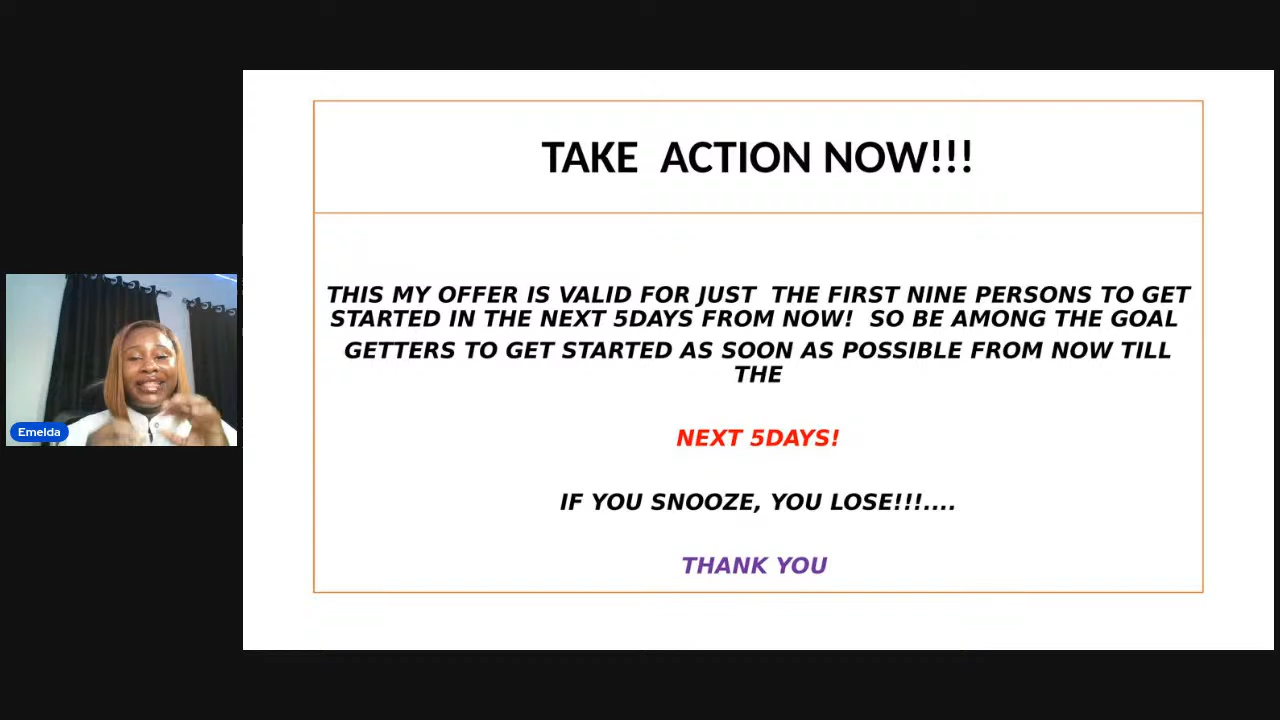 TAKE ACTION NOW!!!
THIS MY OFFER IS VALID FOR JUST THE FIRST NINE PERSONS TO GET
STARTED IN THE NEXT 5DAYS FROM NOW! SO BE AMONG THE GOAL
GETTERS TO GET STARTED AS SOON AS POSSIBLE FROM NOW TILL
THE
NEXT 5DAYS!
Emelda
IF YOU SNOOZE, YOU LOSE!!!....
THANK YOU